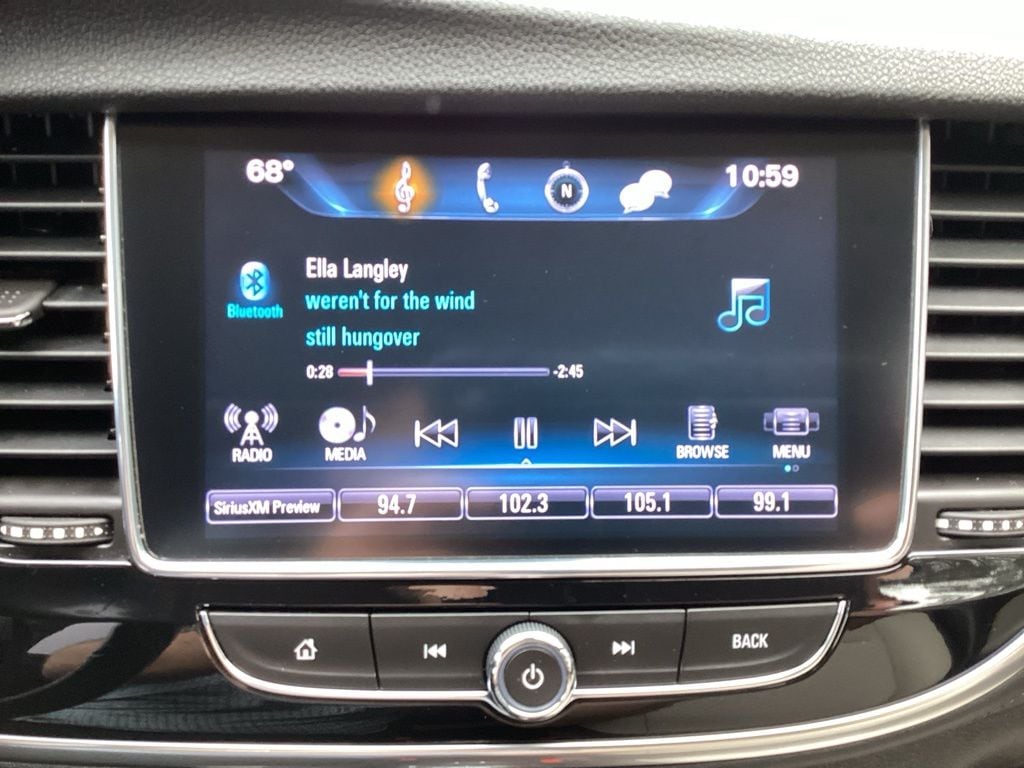 68° 10:59
N
Ella Langley
Bluetooth
weren't for the wind
still hungover
0:28 -2:45
RADIO MEDIA BROWSE MENU
SiriusXM Preview 94.7 102.3 105.1 99.1
BACK